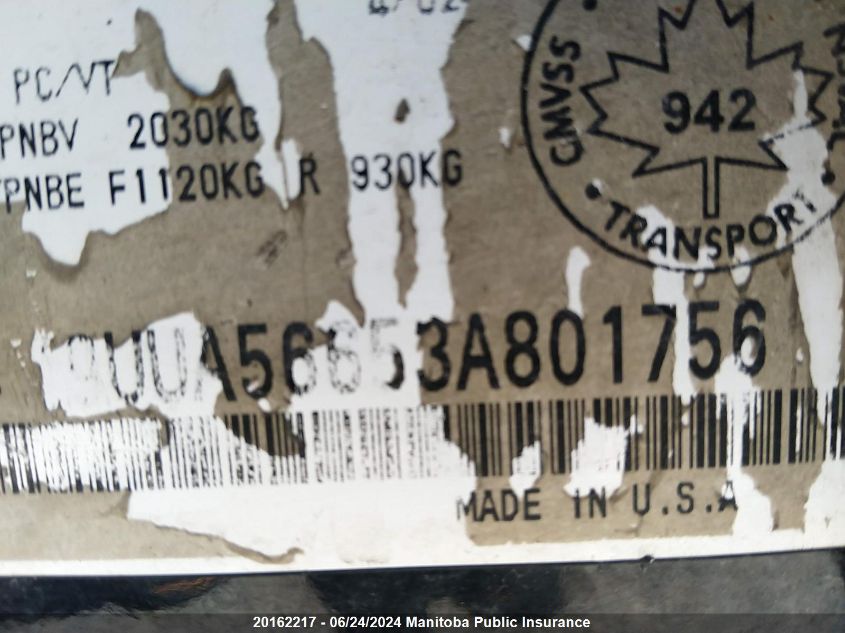 PC/VT
PNBV 2030KG
PNBE F1120KG R 930KG
CMVSS
942
TRANSPORT
19UUA56653A801756
MADE IN U.S.A
20162217 - 06/24/2024 Manitoba Public Insurance